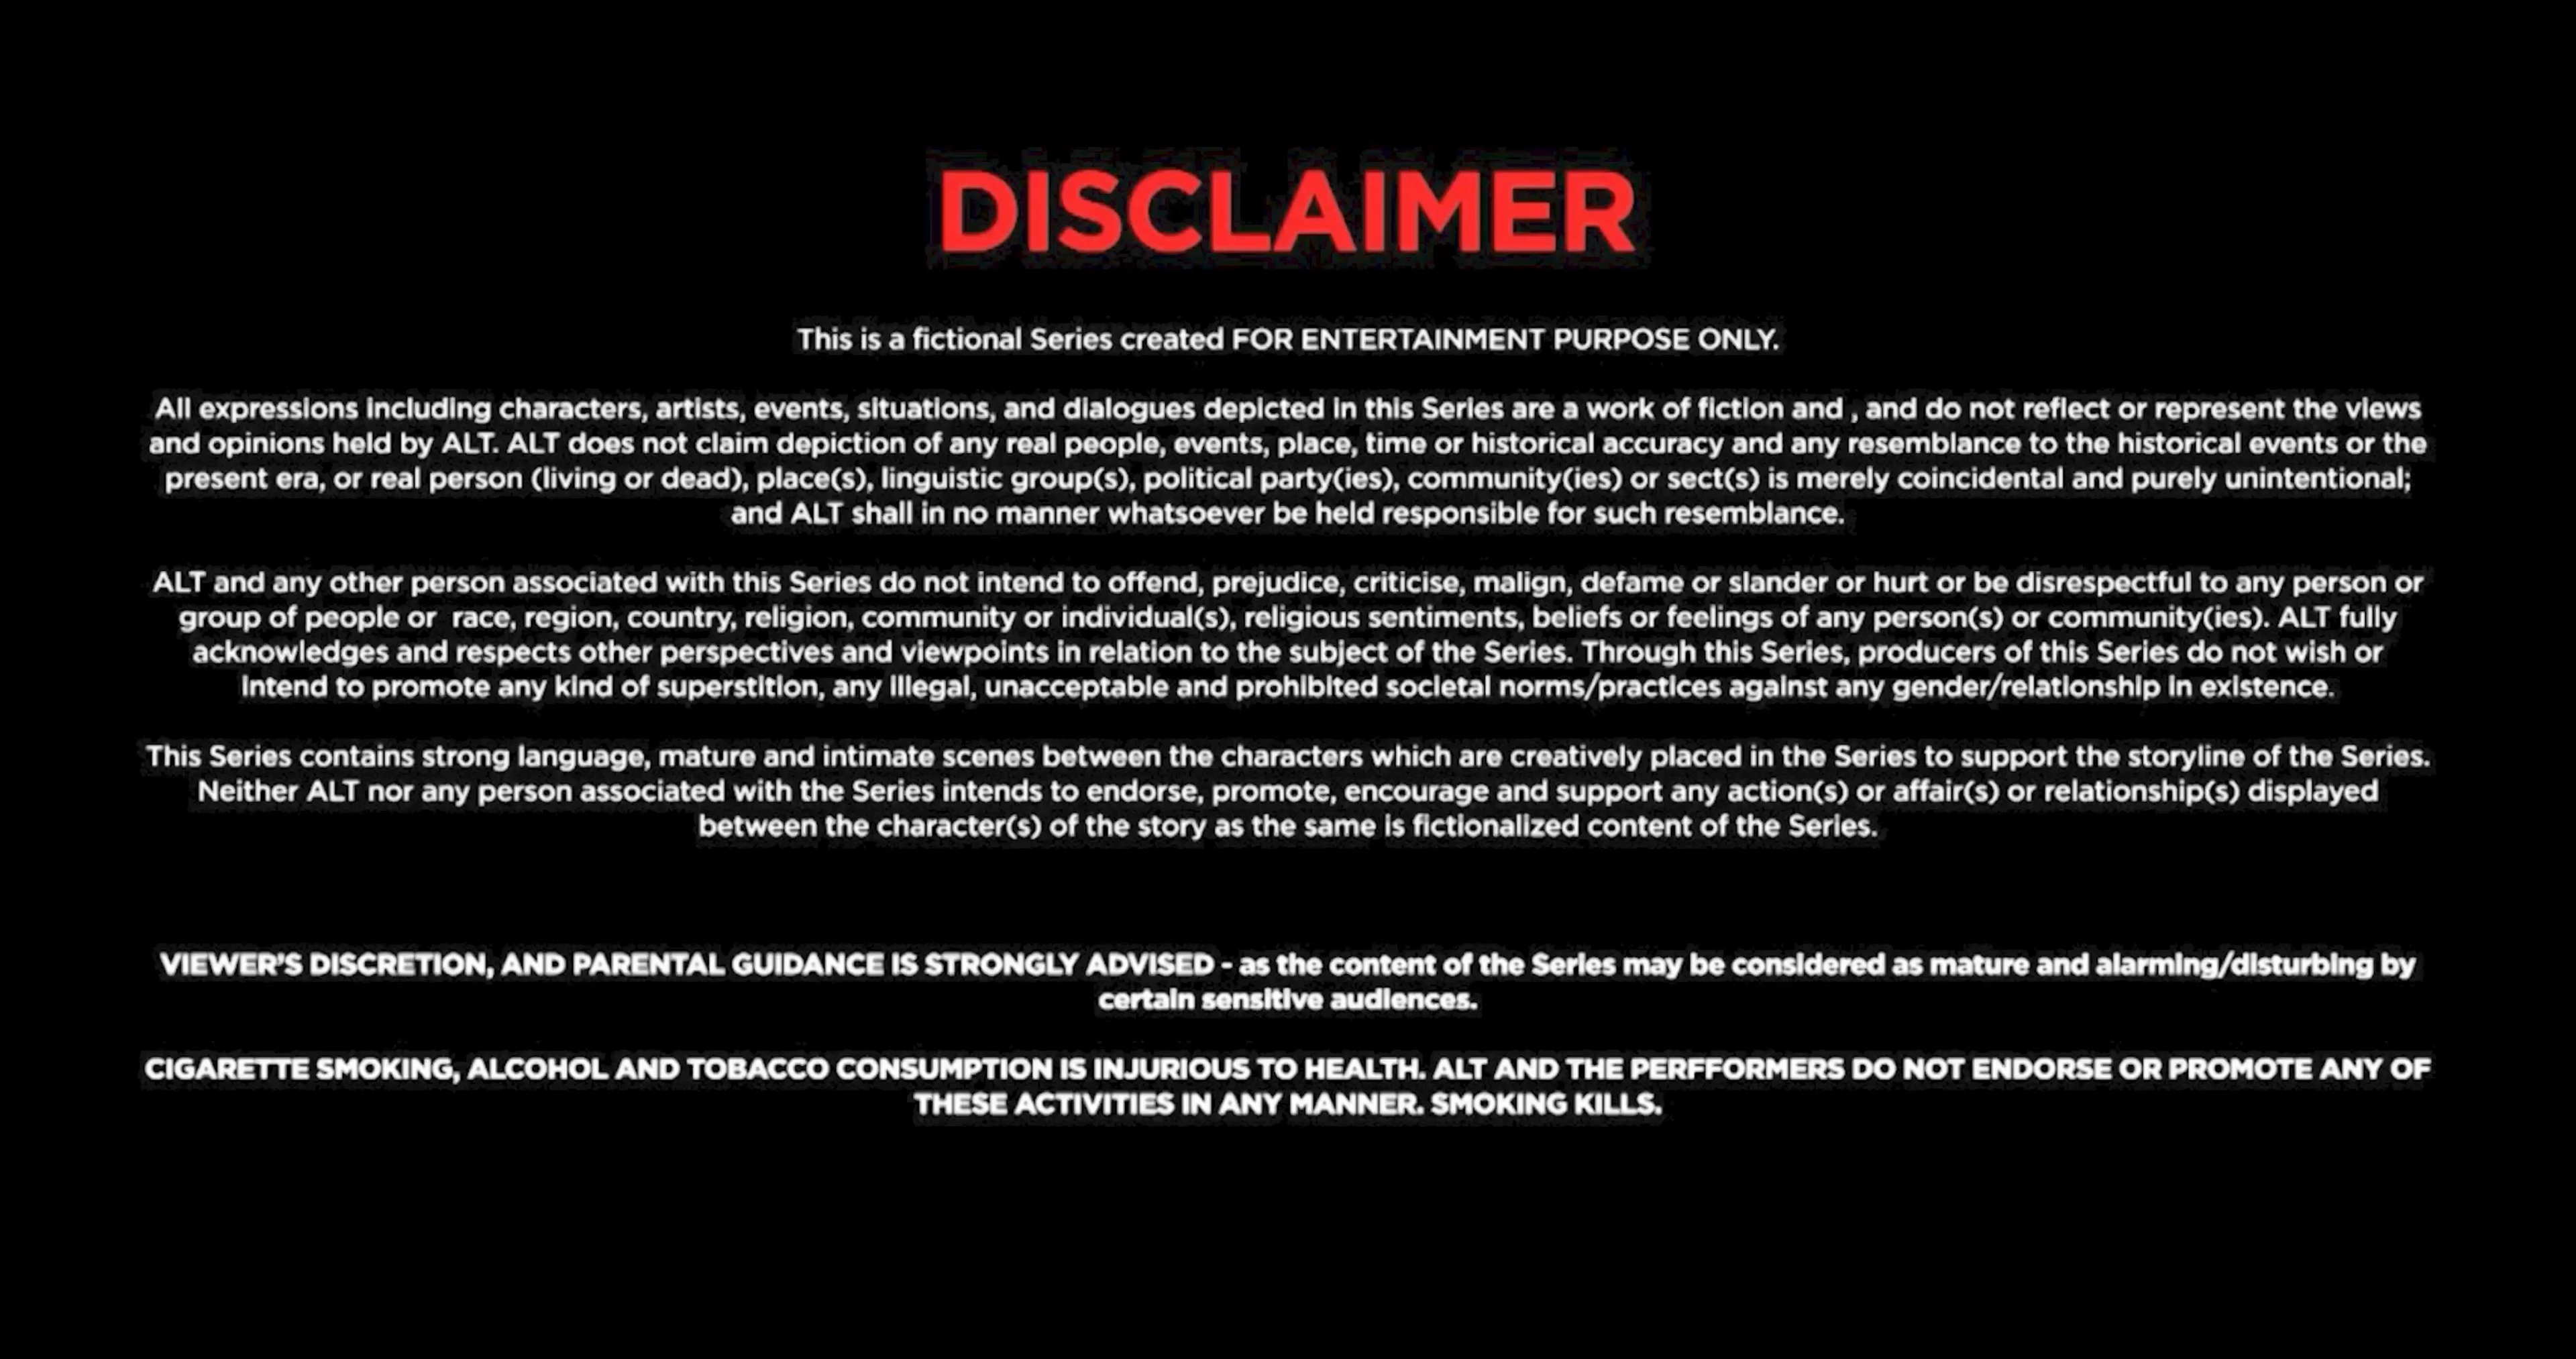 DISCLAIMER
This is a fictional Series created FOR ENTERTAINMENT PURPOSE ONLY.
All expressions including characters, artists, events, situations, and dialogues depicted in this Series are a work of fiction and , and do not reflect or represent the views
and opinions held by ALT. ALT does not claim depiction of any real people, events, place, time or historical accuracy and any resemblance to the historical events or the
present era, or real person (living or dead), place(s), linguistic group(s), political party(ies), community(ies) or sect(s) is merely coincidental and purely unintentional;
and ALT shall in no manner whatsoever be held responsible for such resemblance.
ALT and any other person associated with this Series do not intend to offend, prejudice, criticise, malign, defame or slander or hurt or be disrespectful to any person or
group of people or  race, region, country, religion, community or individual(s), religious sentiments, beliefs or feelings of any person(s) or community(ies). ALT fully
acknowledges and respects other perspectives and viewpoints in relation to the subject of the Series. Through this Series, producers of this Series do not wish or
intend to promote any kind of superstition, any illegal, unacceptable and prohibited societal norms/practices against any gender/relationship in existence.
This Series contains strong language, mature and intimate scenes between the characters which are creatively placed in the Series to support the storyline of the Series.
Neither ALT nor any person associated with the Series intends to endorse, promote, encourage and support any action(s) or affair(s) or relationship(s) displayed
between the character(s) of the story as the same is fictionalized content of the Series.
VIEWER'S DISCRETION, AND PARENTAL GUIDANCE IS STRONGLY ADVISED - as the content of the Series may be considered as mature and alarming/disturbing by
certain sensitive audiences.
CIGARETTE SMOKING, ALCOHOL AND TOBACCO CONSUMPTION IS INJURIOUS TO HEALTH. ALT AND THE PERFFORMERS DO NOT ENDORSE OR PROMOTE ANY OF
THESE ACTIVITIES IN ANY MANNER. SMOKING KILLS.